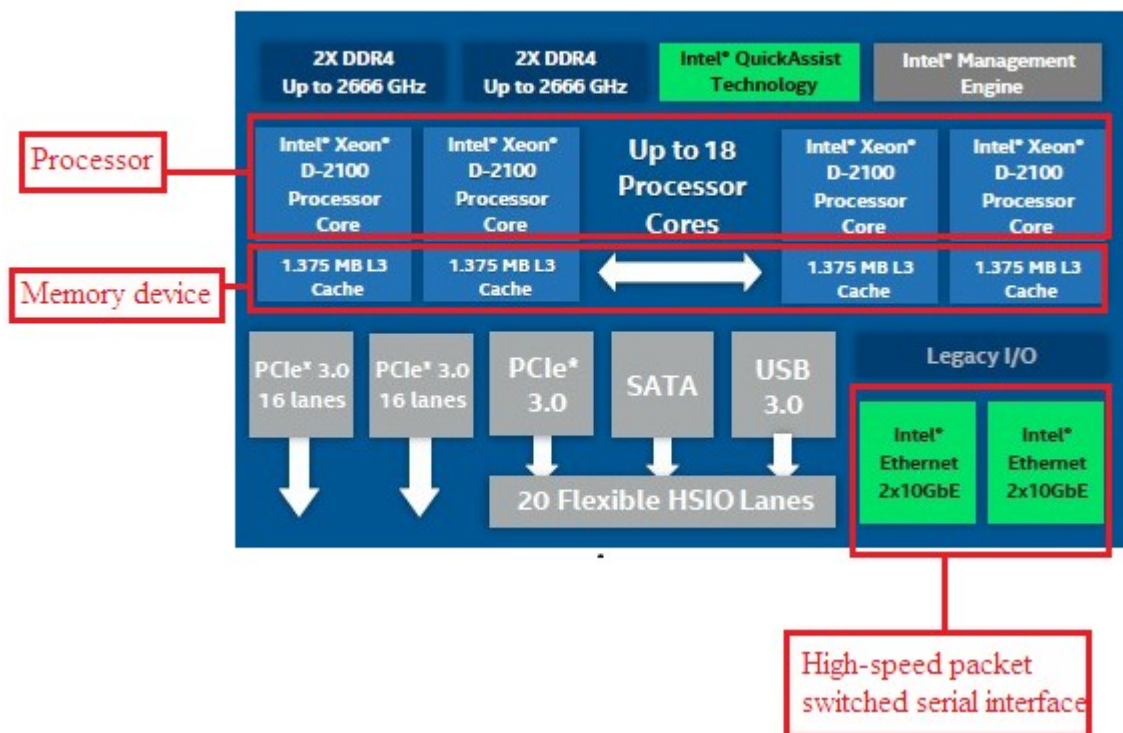 2X DDR4
Up to 2666 GHz
2X DDR4
Up to 2666 GHz
Intel® QuickAssist
Technology
Intel® Management
Engine
Processor
Intel® Xeon®
D-2100
Processor
Core
Intel® Xeon®
D-2100
Processor
Core
Up to 18
Processor
Cores
Intel® Xeon®
D-2100
Processor
Core
Intel® Xeon®
D-2100
Processor
Core
Memory device
1.375 MB L3
Cache
1.375 MB L3
Cache
1.375 MB L3
Cache
1.375 MB L3
Cache
PCIe* 3.0
16 lanes
PCIe* 3.0
16 lanes
PCIe*
3.0
SATA
USB
3.0
Legacy I/O
Intel®
Ethernet
2x10GbE
Intel®
Ethernet
2x10GbE
20 Flexible HSIO Lanes
High-speed packet
switched serial interface